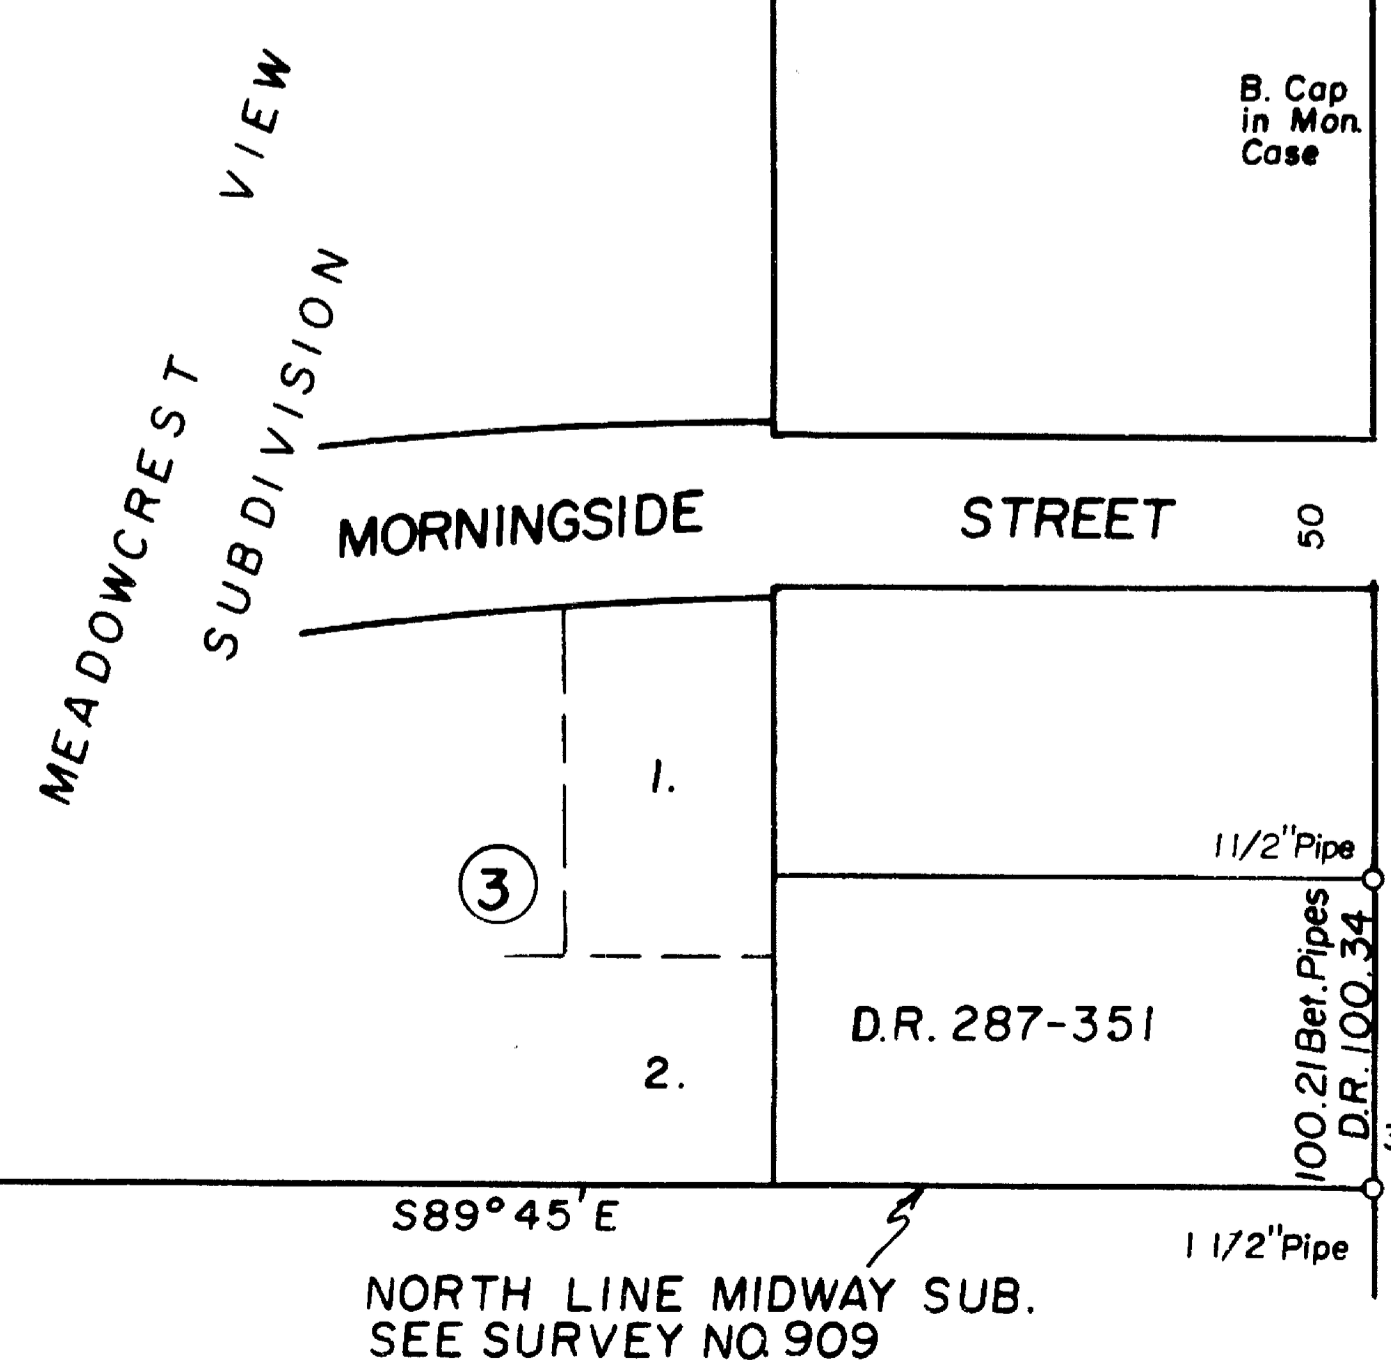 B. Cap
in Mon.
Case
MEADOWCREST VIEW
SUBDIVISION
MORNINGSIDE STREET
50
1.
3
1 1/2" Pipe
100.21 Bet. Pipes
D.R. 100.34
D.R. 287-351
2.
S89°45'E
1 1/2" Pipe
NORTH LINE MIDWAY SUB.
SEE SURVEY NO. 909